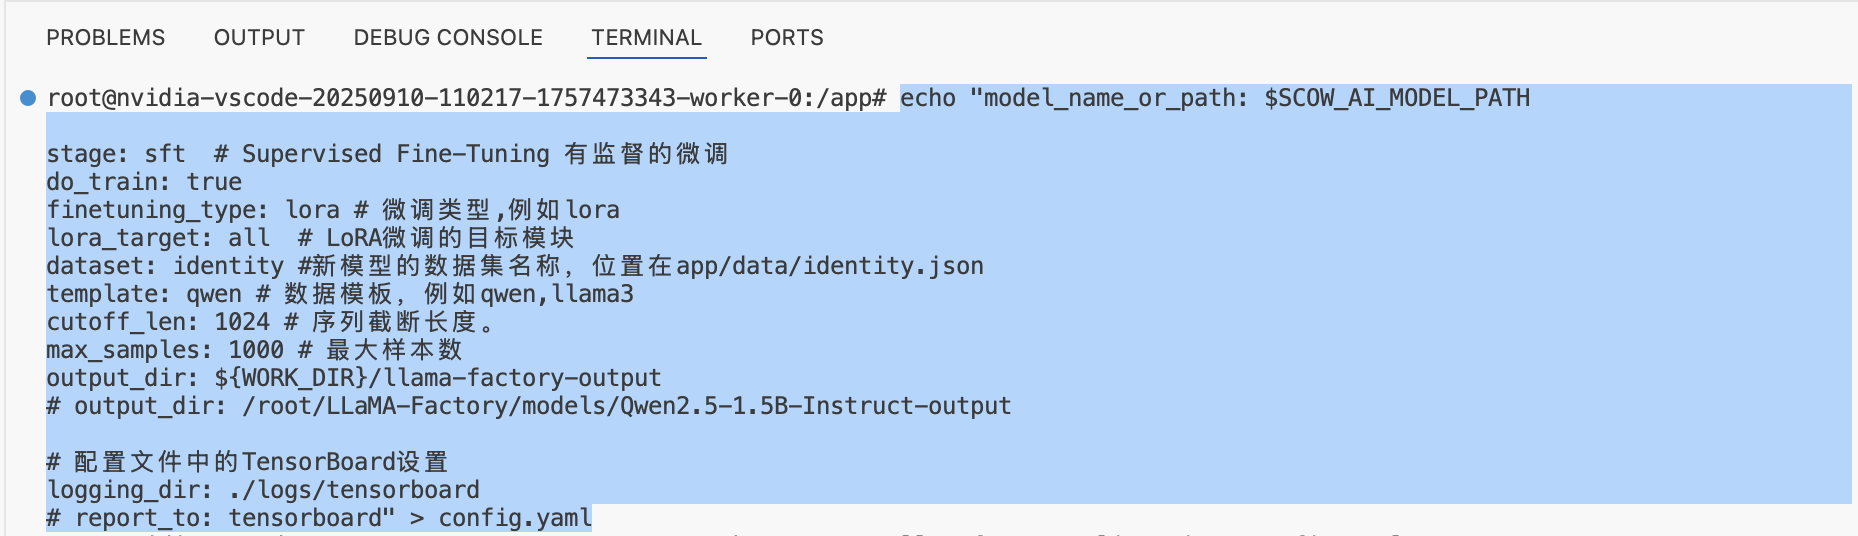 PROBLEMS OUTPUT DEBUG CONSOLE TERMINAL PORTS
root@nvidia-vscode-20250910-110217-1757473343-worker-0:/app# echo "model_name_or_path: $SCOW_AI_MODEL_PATH
stage: sft  # Supervised Fine-Tuning 有监督的微调
do_train: true
finetuning_type: lora # 微调类型,例如lora
lora_target: all  # LoRA微调的目标模块
dataset: identity #新模型的数据集名称，位置在app/data/identity.json
template: qwen # 数据模板，例如qwen,llama3
cutoff_len: 1024 # 序列截断长度。
max_samples: 1000 # 最大样本数
output_dir: ${WORK_DIR}/llama-factory-output
# output_dir: /root/LLaMA-Factory/models/Qwen2.5-1.5B-Instruct-output
# 配置文件中的TensorBoard设置
logging_dir: ./logs/tensorboard
# report_to: tensorboard" > config.yaml